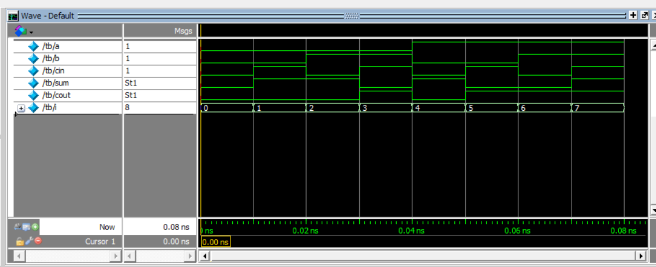 Wave - Default
Msgs
/tb/a 1
/tb/b 1
/tb/cin 1
/tb/sum St1
/tb/cout St1
/tb/i 8 0 1 2 3 4 5 6 7
Now 0.08 ns ns 0.02 ns 0.04 ns 0.06 ns 0.08 ns
Cursor 1 0.00 ns 0.00 ns